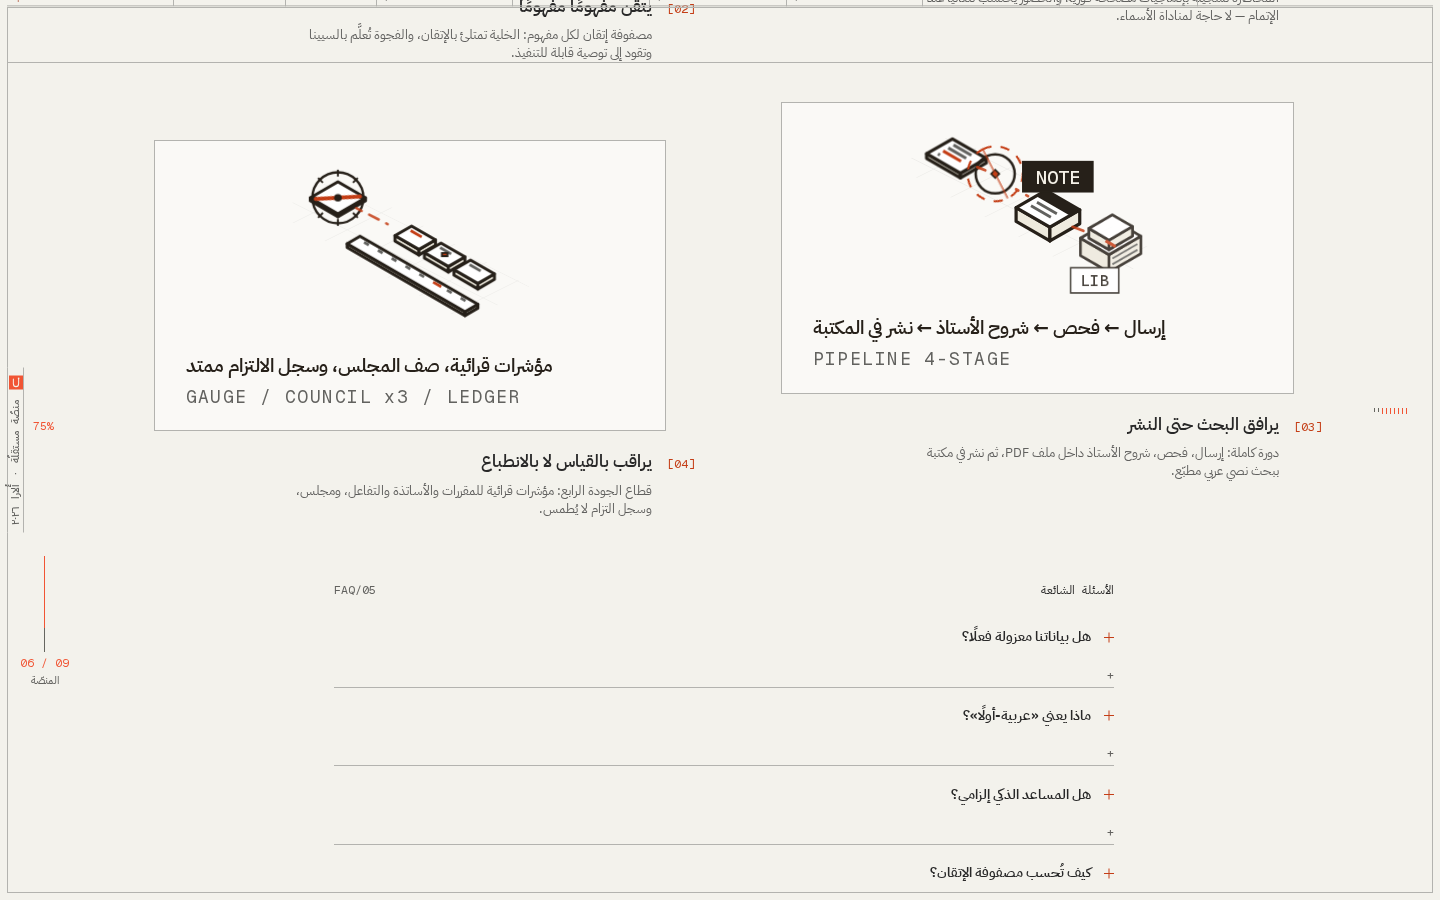 الإتمام — لا حاجة لمناداة الأسماء.
[02]
يتقن مفهومًا مفهومًا
مصفوفة إتقان لكل مفهوم: الخلية تمتلئ بالإتقان، والفجوة تُعلَّم بالسيينا
وتقود إلى توصية قابلة للتنفيذ.
NOTE
LIB
إرسال ← فحص ← شروح الأستاذ ← نشر في المكتبة
PIPELINE 4-STAGE
[03]
يرافق البحث حتى النشر
دورة كاملة: إرسال، فحص، شروح الأستاذ داخل ملف PDF، ثم نشر في مكتبة
ببحث نصي عربي مطبّع.
مؤشرات قرائية، صف المجلس، وسجل الالتزام ممتد
GAUGE / COUNCIL x3 / LEDGER
[04]
يراقب بالقياس لا بالانطباع
قطاع الجودة الرابع: مؤشرات قرائية للمقررات والأساتذة والتفاعل، ومجلس،
وسجل التزام لا يُطمس.
منصّة مستقلّة · ألارا ٢٠٢٦
75%
06 / 09
المنصّة
الأسئلة الشائعة
FAQ/05
+ هل بياناتنا معزولة فعلًا؟
+
+ ماذا يعني «عربية-أولًا»؟
+
+ هل المساعد الذكي إلزامي؟
+
+ كيف تُحسب مصفوفة الإتقان؟